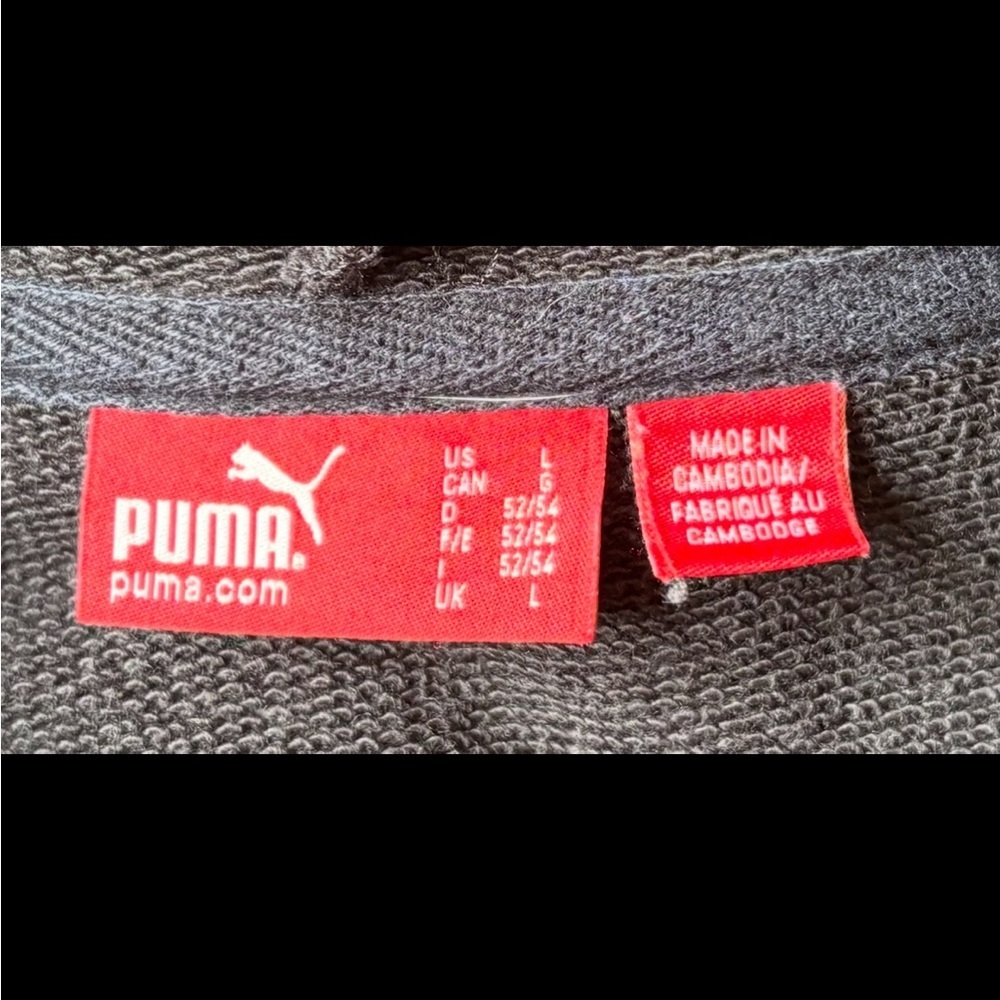 PUMA®
puma.com
US L
CAN G
D 52/54
F/E 52/54
I 52/54
UK L
MADE IN
CAMBODIA/
FABRIQUÉ AU
CAMBODGE